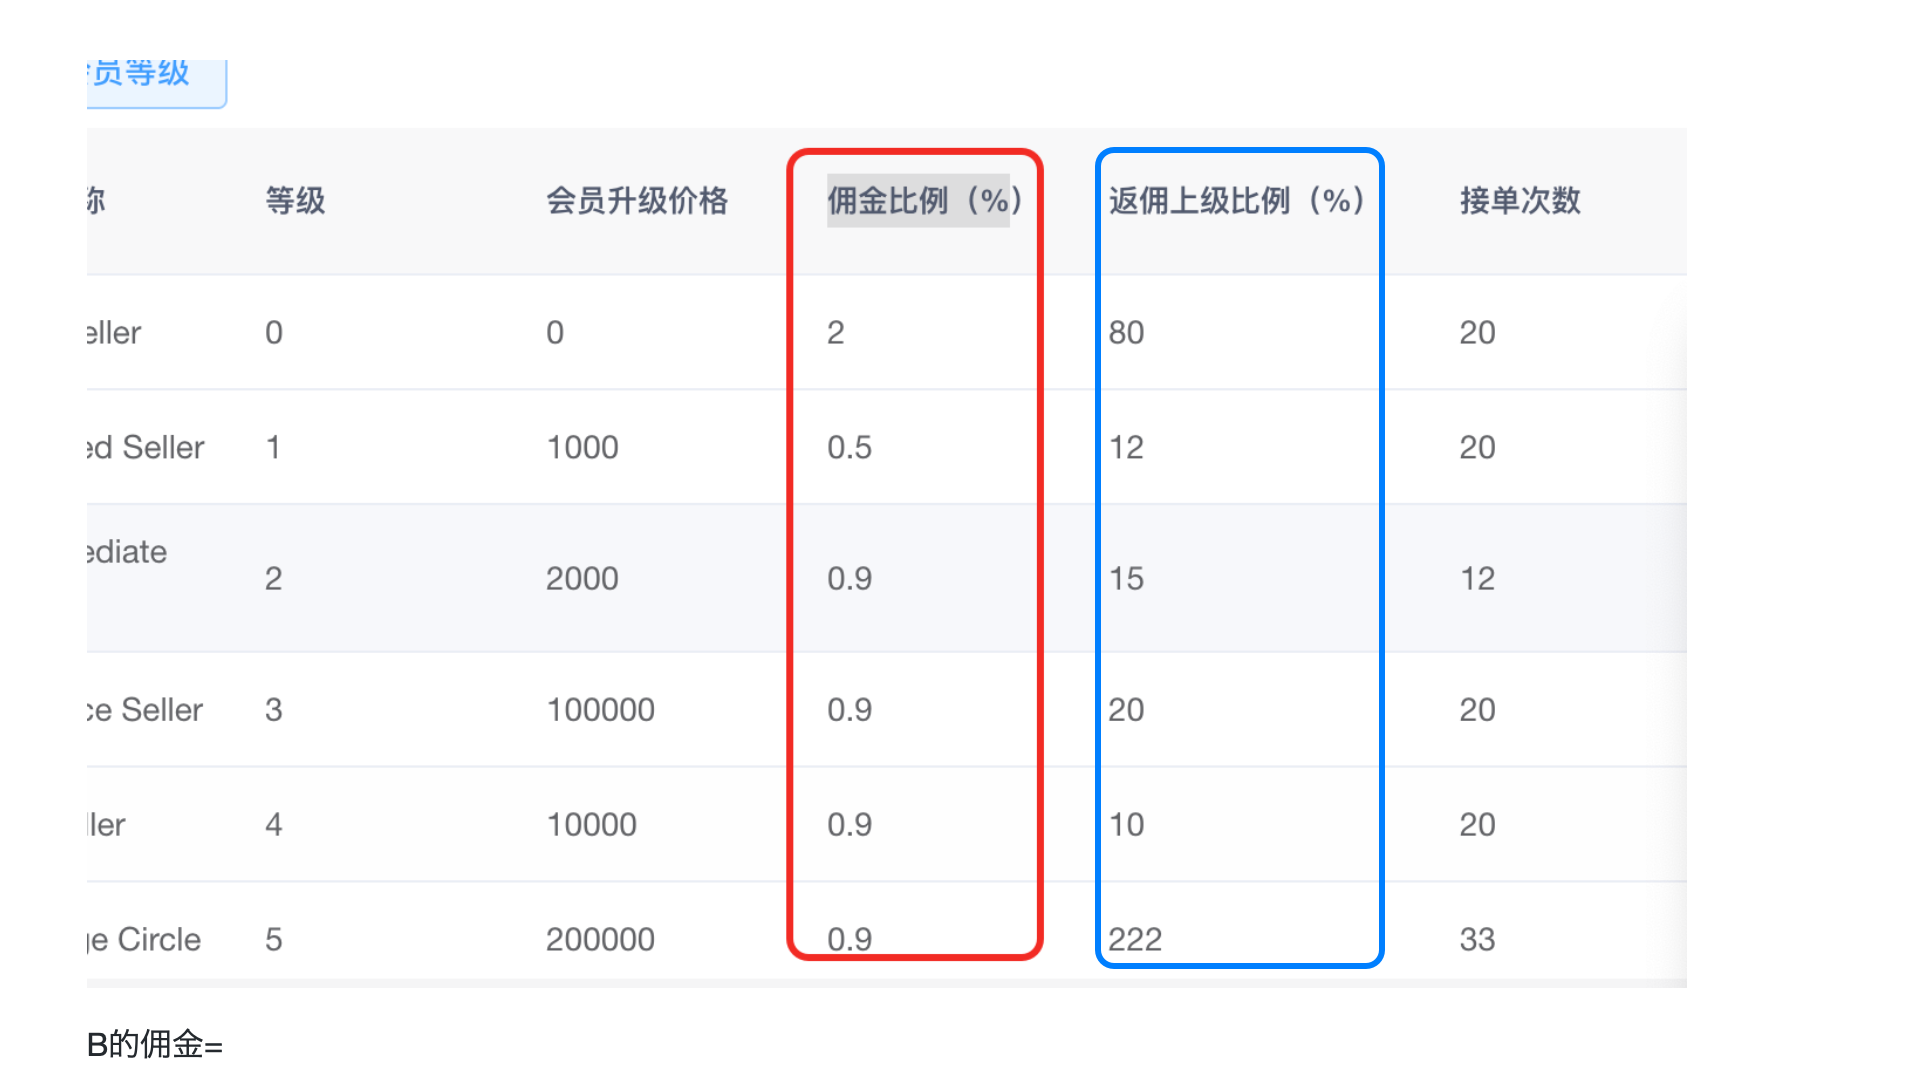 员等级
称 等级 会员升级价格 佣金比例（%） 返佣上级比例（%） 接单次数
eller 0 0 2 80 20
ed Seller 1 1000 0.5 12 20
ediate
2 2000 0.9 15 12
ce Seller 3 100000 0.9 20 20
ller 4 10000 0.9 10 20
ge Circle 5 200000 0.9 222 33
B的佣金=